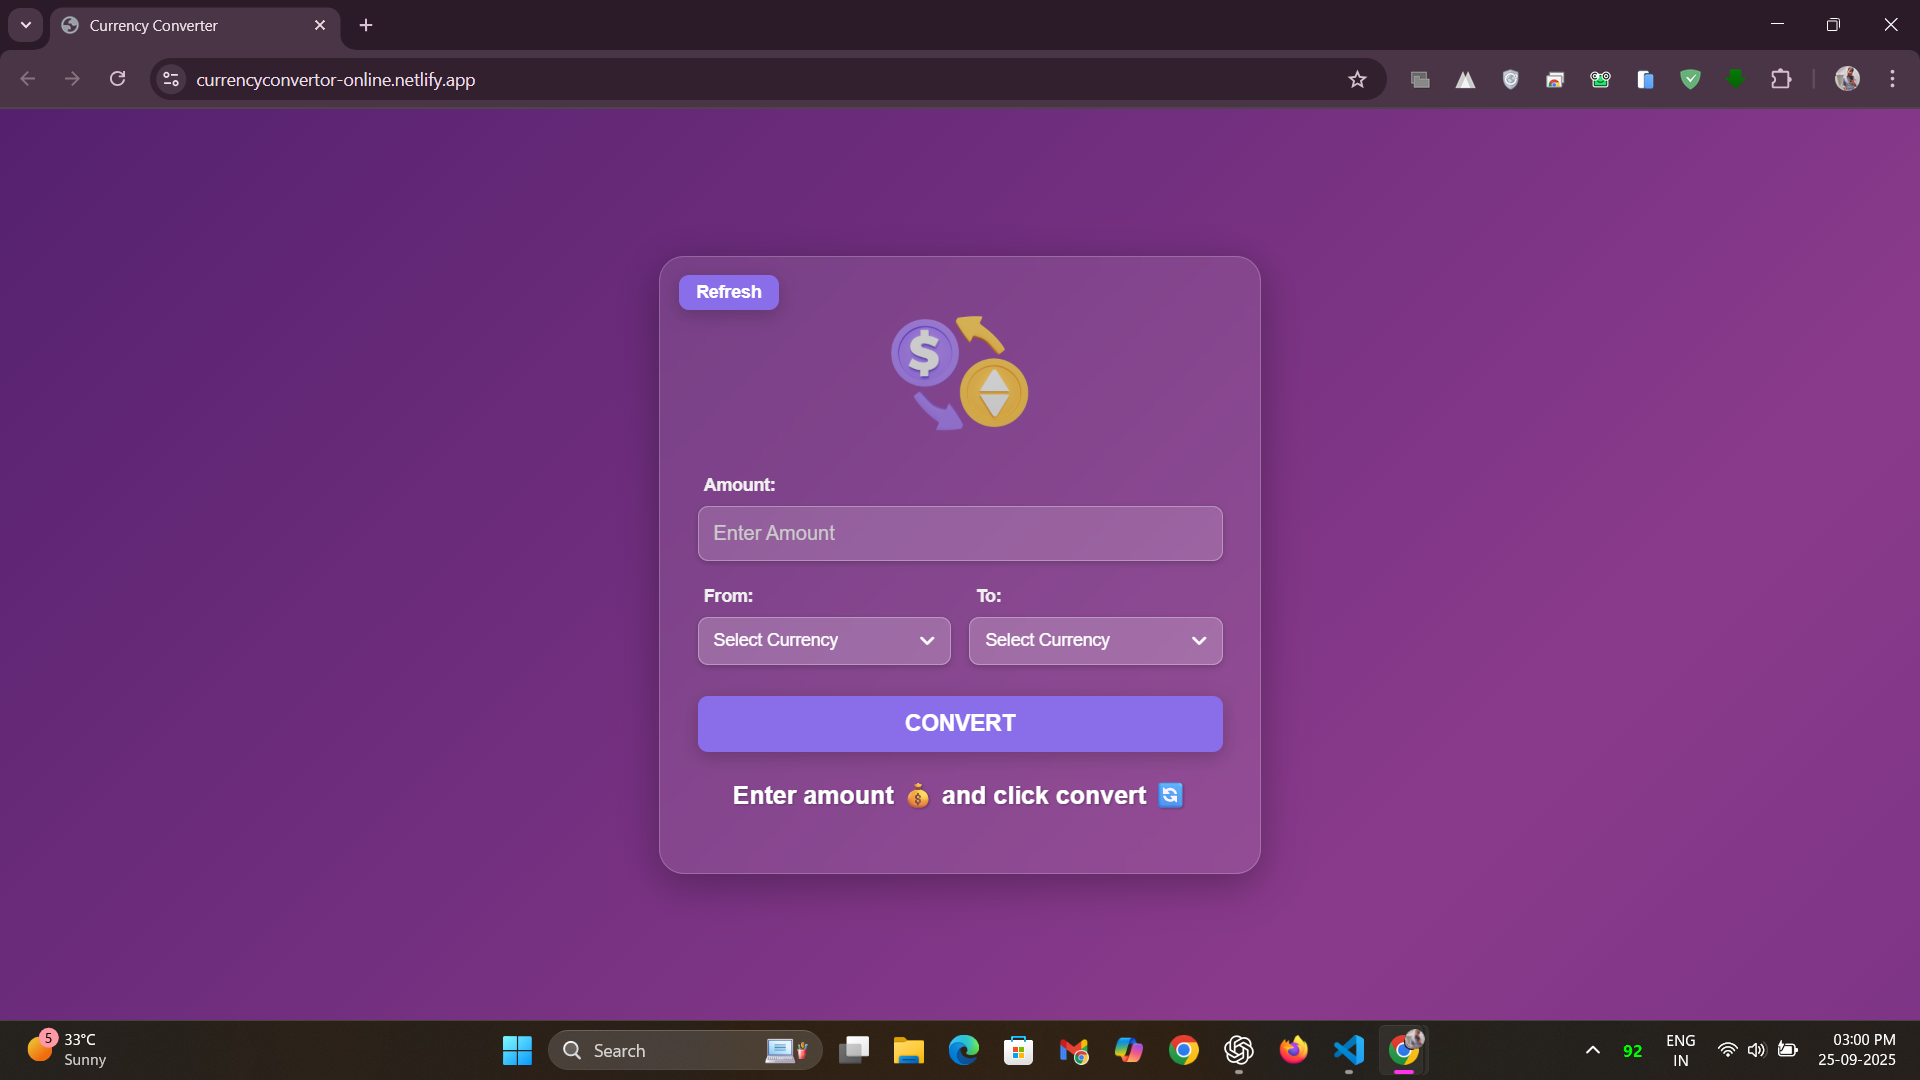 Currency Converter
currencyconvertor-online.netlify.app
Refresh
$
Amount:
Enter Amount
From:
To:
Select Currency
Select Currency
CONVERT
Enter amount 💰 and click convert 🔄
5
33°C
Sunny
Search
92
ENG
IN
03:00 PM
25-09-2025